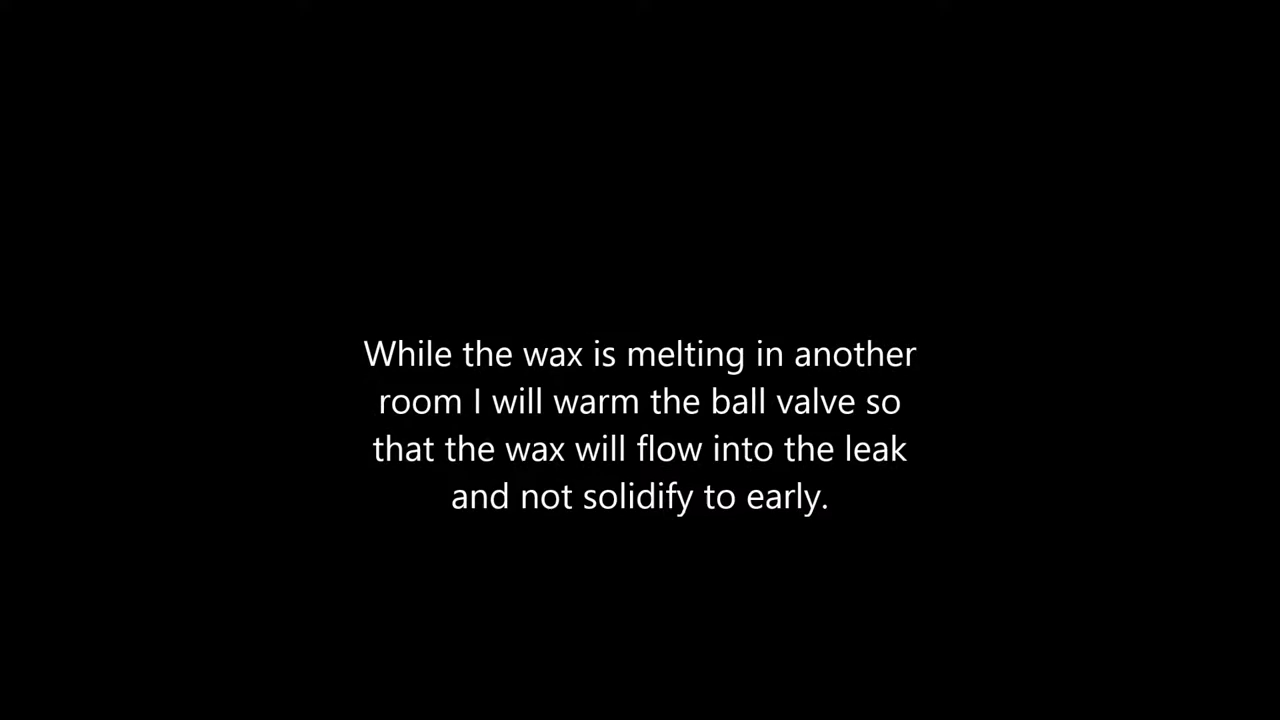 While the wax is melting in another
room I will warm the ball valve so
that the wax will flow into the leak
and not solidify to early.